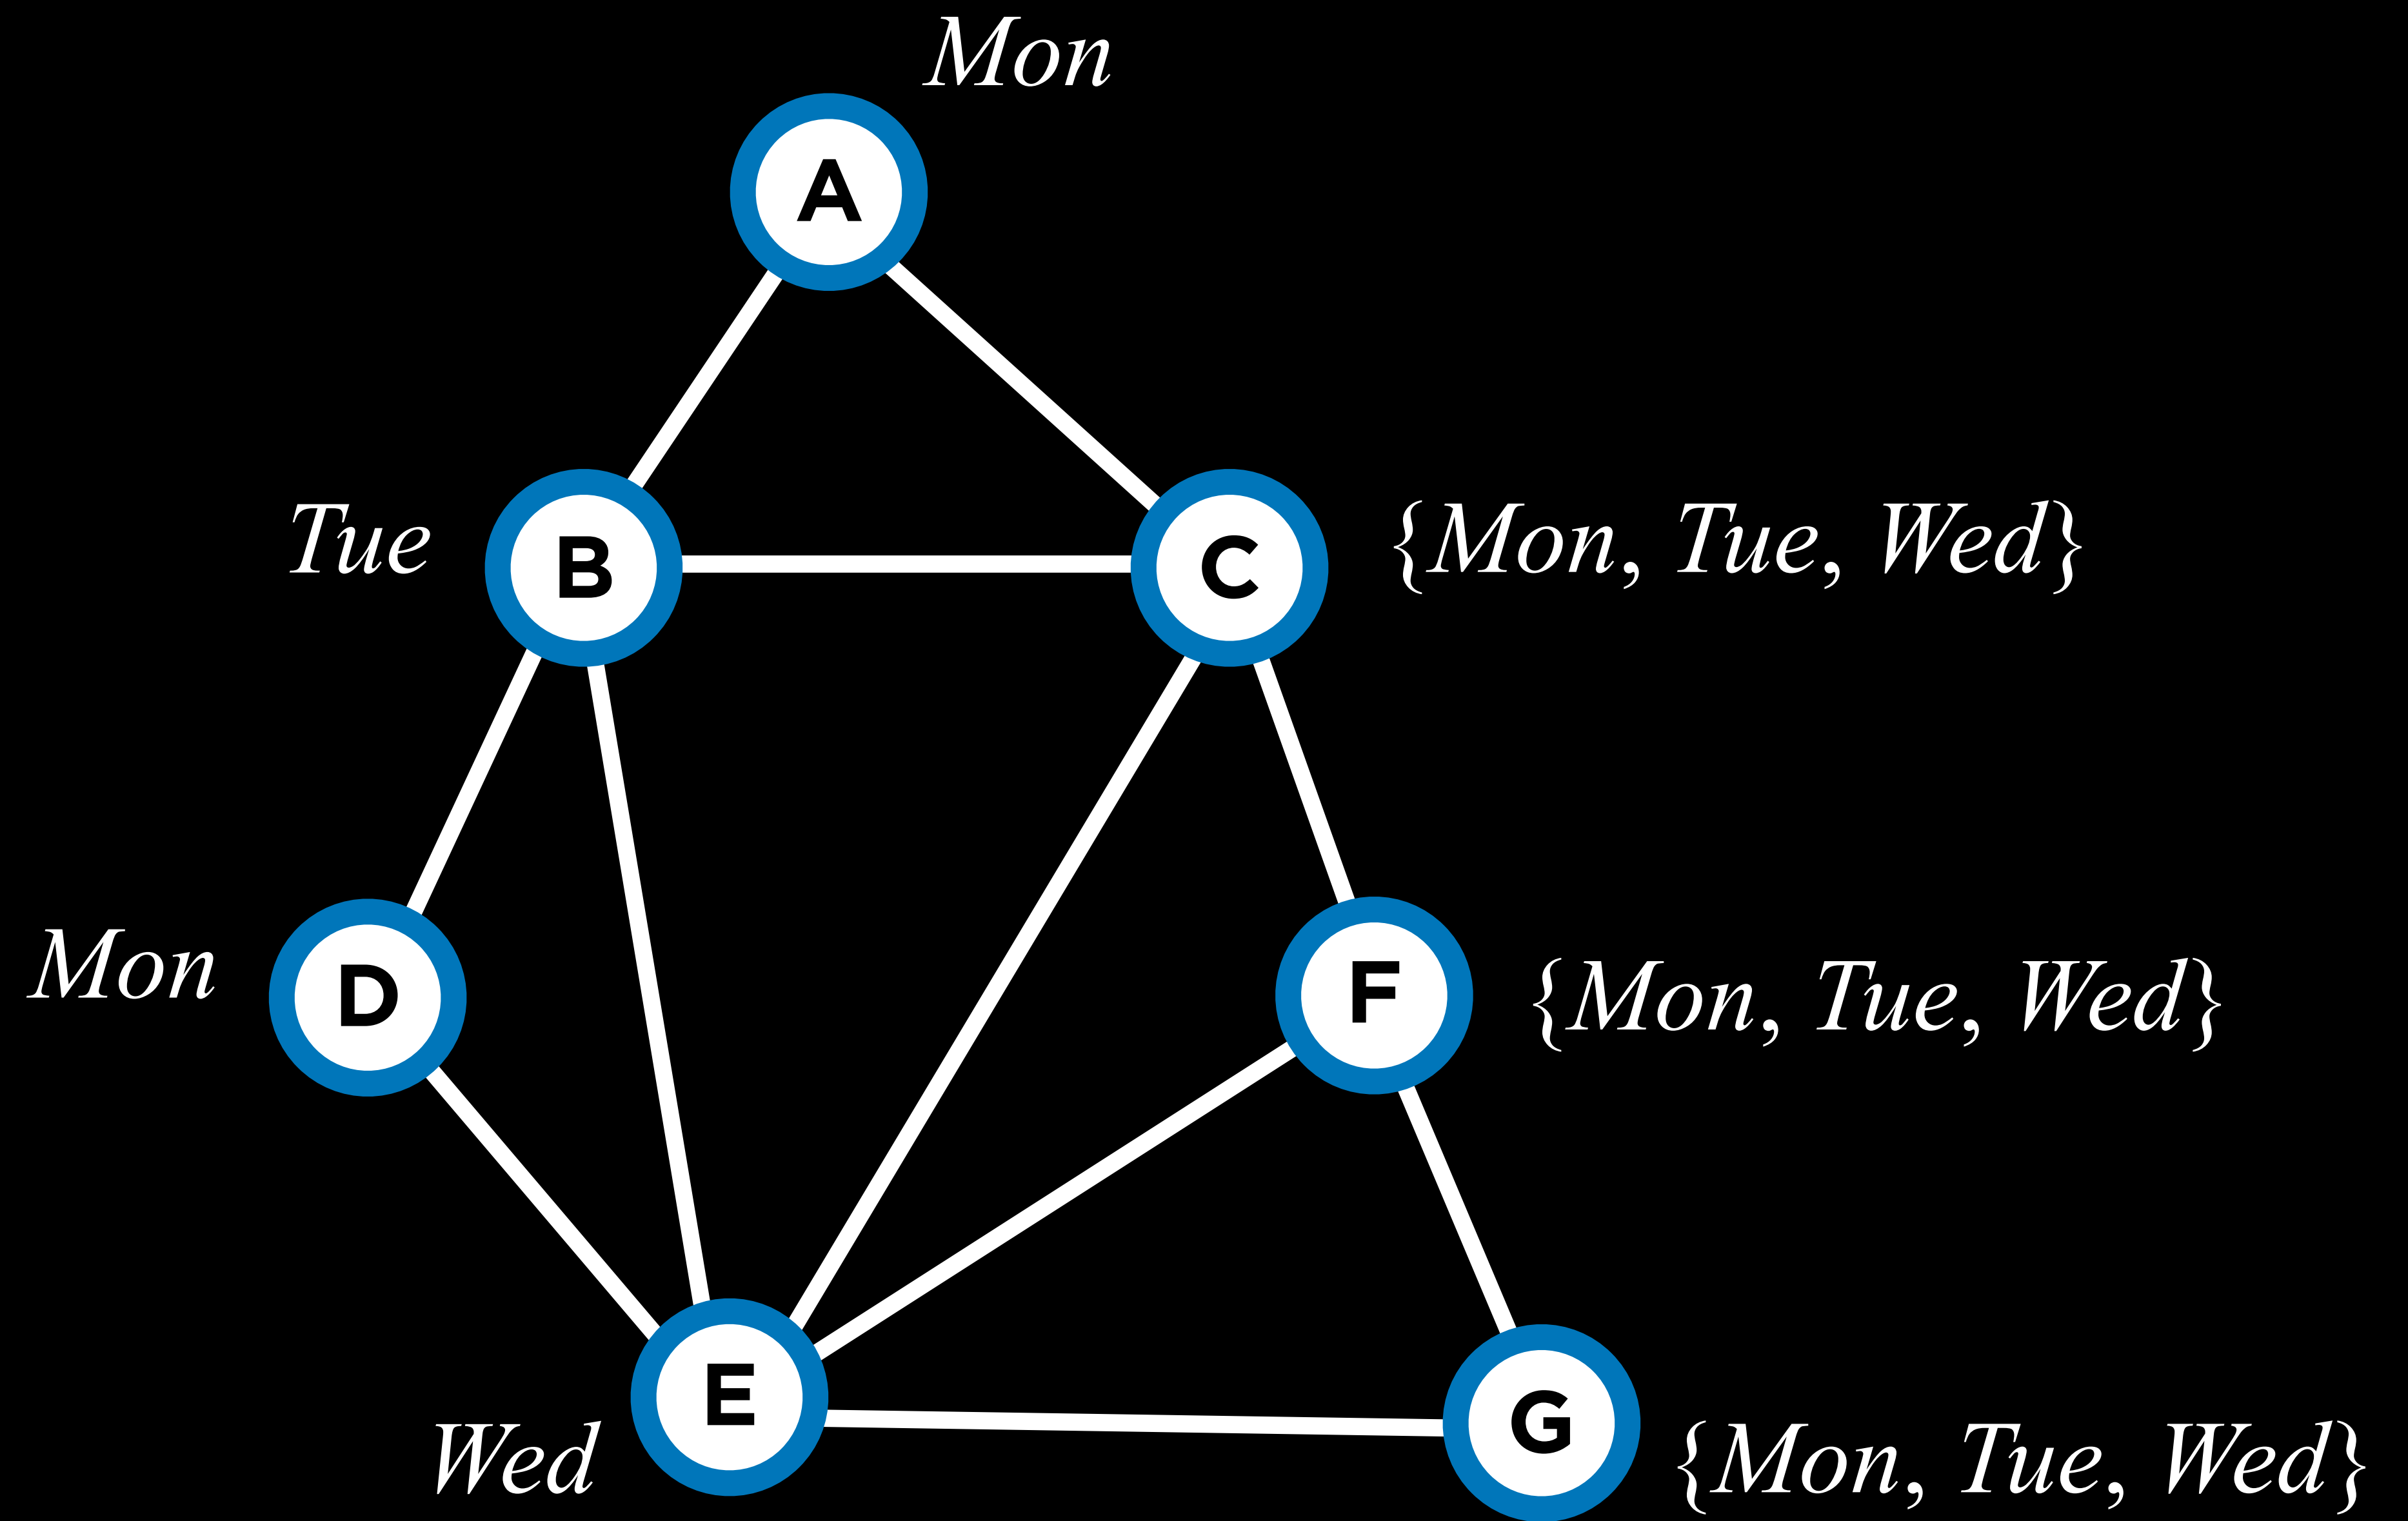 Mon
A
Tue
B
C
{Mon, Tue, Wed}
Mon
D
F
{Mon, Tue, Wed}
E
Wed
G
{Mon, Tue, Wed}